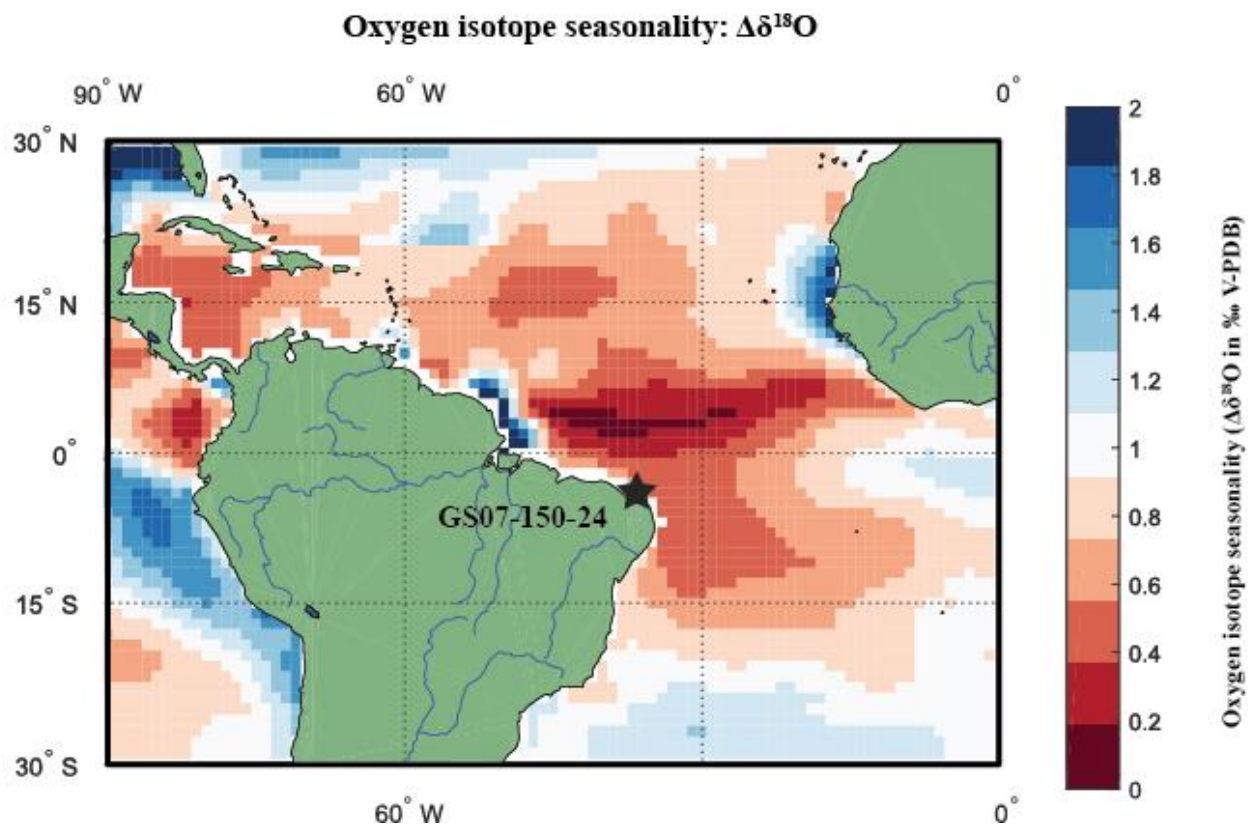 Oxygen isotope seasonality: Δδ¹⁸O
90° W 60° W 0°
30° N
15° N
0°
15° S
30° S
GS07-150-24
60° W 0°
2
1.8
1.6
1.4
1.2
1
0.8
0.6
0.4
0.2
0
Oxygen isotope seasonality (Δδ¹⁸O in ‰ V-PDB)